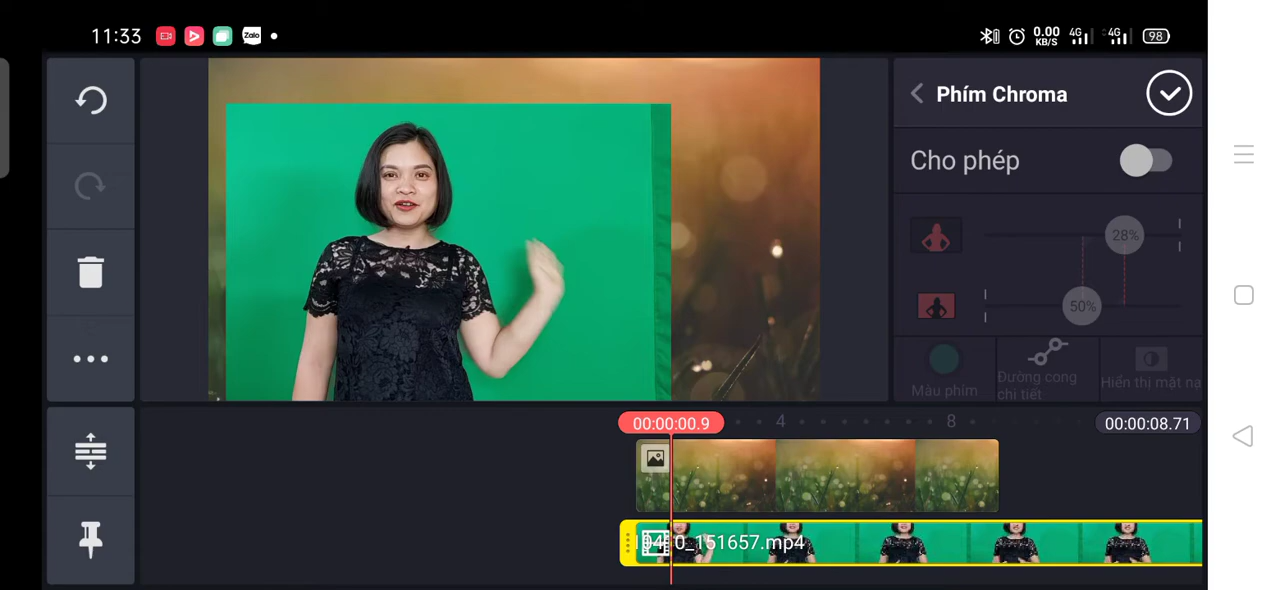 11:33
Zalo
0.00
KB/S
4G
4G
98
Phím Chroma
Cho phép
28%
50%
Màu phím
Đường cong
chi tiết
Hiển thị mặt nạ
00:00:00.9
4
8
00:00:08.71
0_151657.mp4